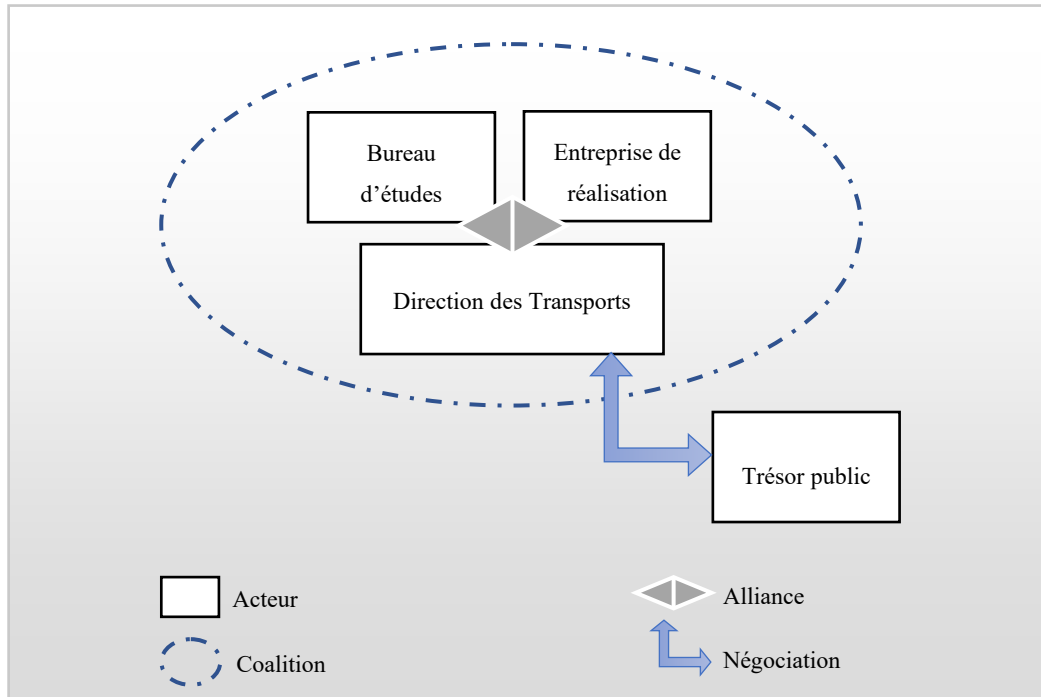 Bureau
d’études
Entreprise de
réalisation
Direction des Transports
Trésor public
Acteur
Alliance
Coalition
Négociation